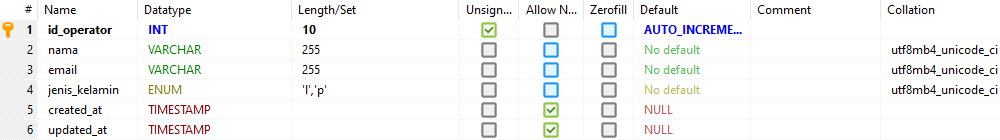 # Name Datatype Length/Set Unsign... Allow N... Zerofill Default Comment Collation
1 id_operator INT 10 AUTO_INCREME...
2 nama VARCHAR 255 No default utf8mb4_unicode_ci
3 email VARCHAR 255 No default utf8mb4_unicode_ci
4 jenis_kelamin ENUM 'l','p' No default utf8mb4_unicode_ci
5 created_at TIMESTAMP NULL
6 updated_at TIMESTAMP NULL